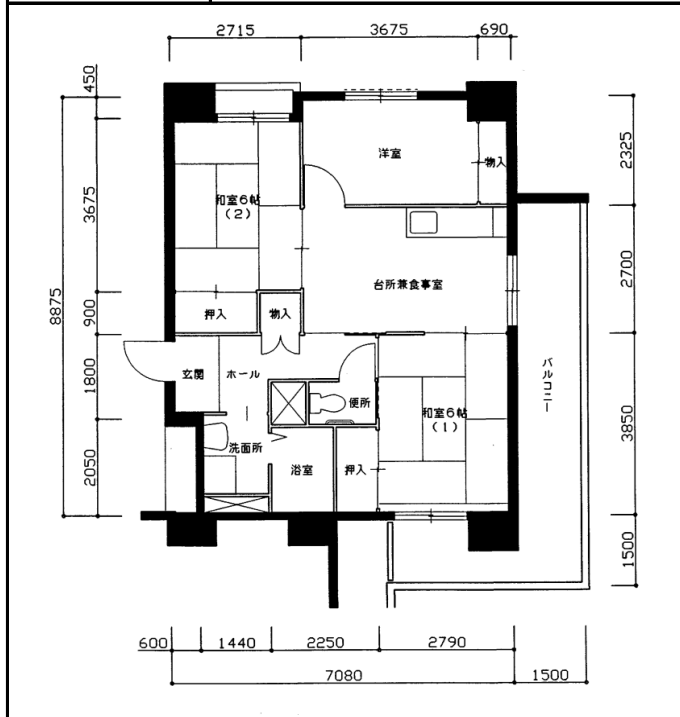 2715
3675
690
450
3675
900
1800
2050
8875
2325
2700
3850
1500
洋室
物入
和室6帖
(2)
台所兼食事室
押入
物入
バルコニー
玄関
ホール
便所
和室6帖
(1)
洗面所
浴室
押入
600
1440
2250
2790
7080
1500